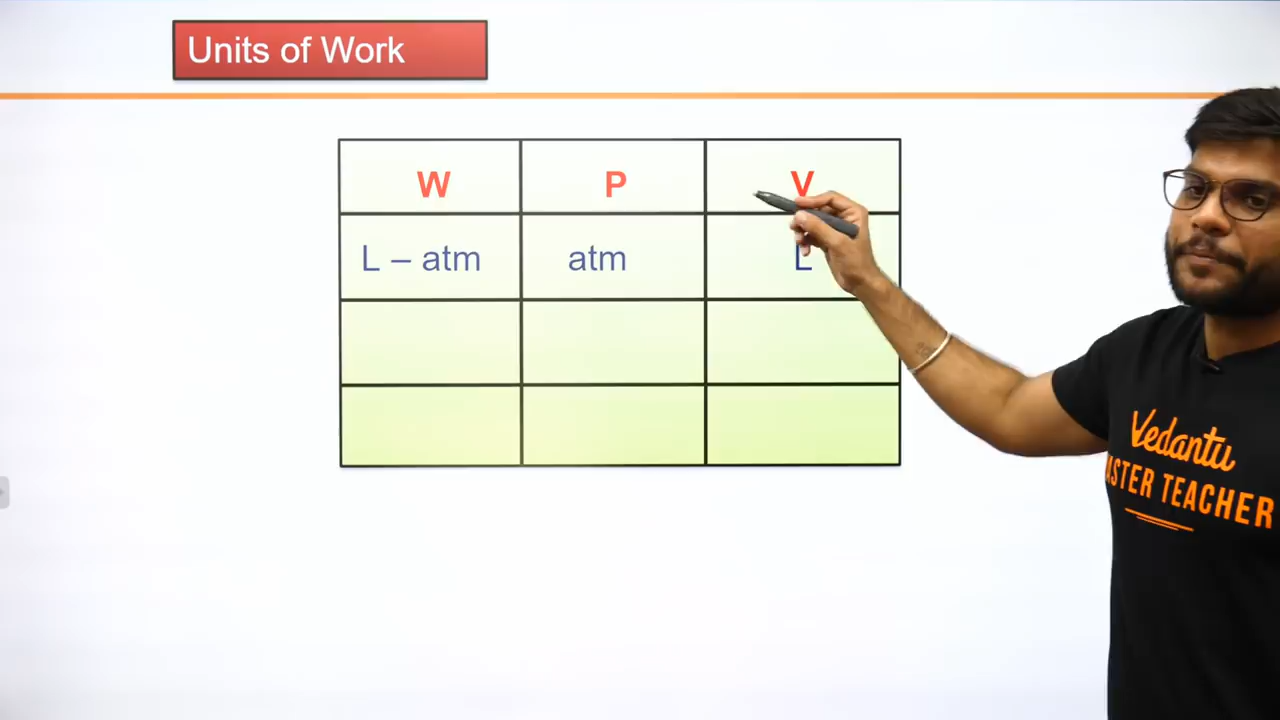 Units of Work
W P V
L – atm atm L
Vedantu
ASTER TEACHER